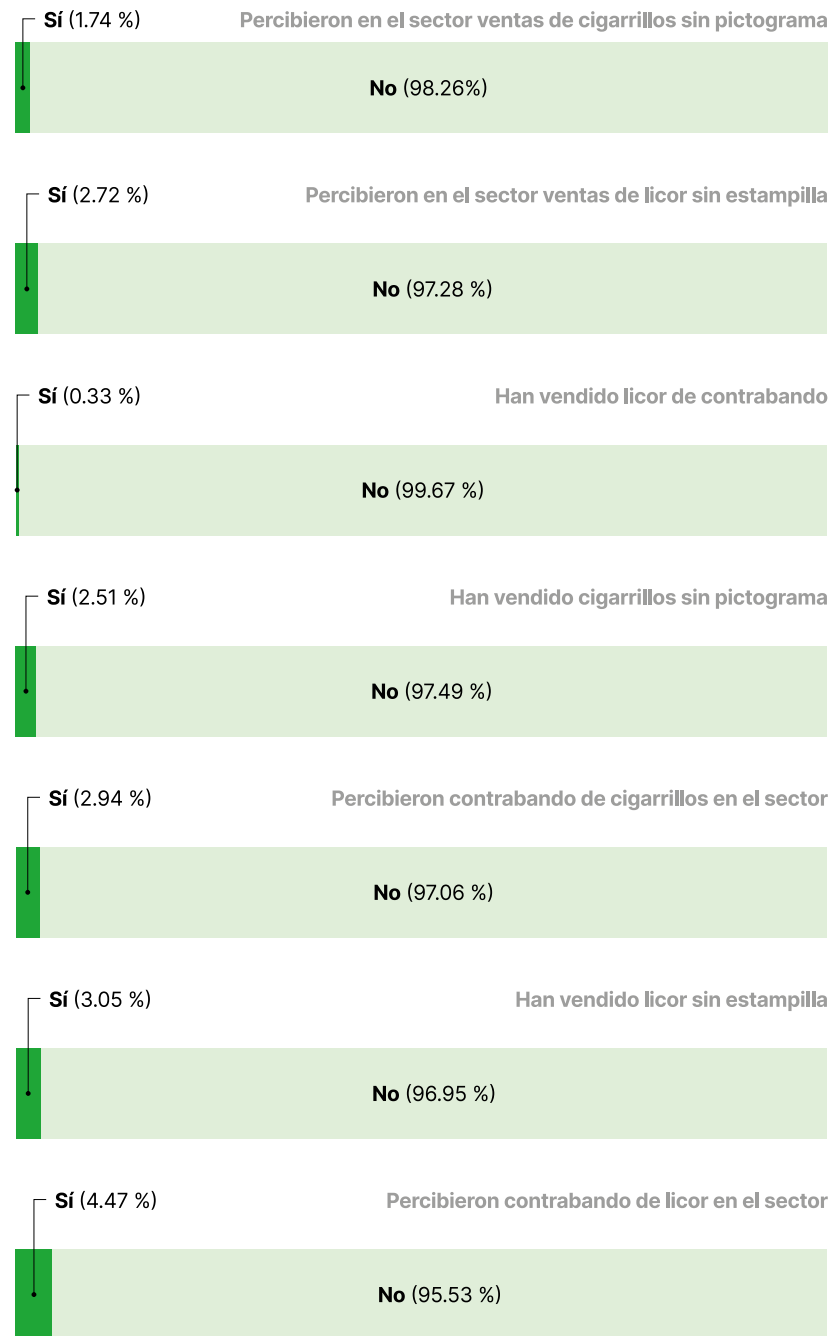 Sí (1.74 %) Percibieron en el sector ventas de cigarrillos sin pictograma
No (98.26%)
Sí (2.72 %) Percibieron en el sector ventas de licor sin estampilla
No (97.28 %)
Sí (0.33 %) Han vendido licor de contrabando
No (99.67 %)
Sí (2.51 %) Han vendido cigarrillos sin pictograma
No (97.49 %)
Sí (2.94 %) Percibieron contrabando de cigarrillos en el sector
No (97.06 %)
Sí (3.05 %) Han vendido licor sin estampilla
No (96.95 %)
Sí (4.47 %) Percibieron contrabando de licor en el sector
No (95.53 %)